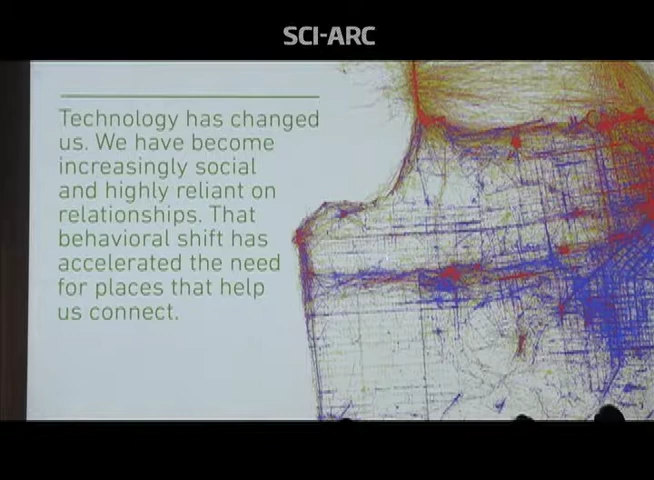 SCI-ARC
Technology has changed
us. We have become
increasingly social
and highly reliant on
relationships. That
behavioral shift has
accelerated the need
for places that help
us connect.